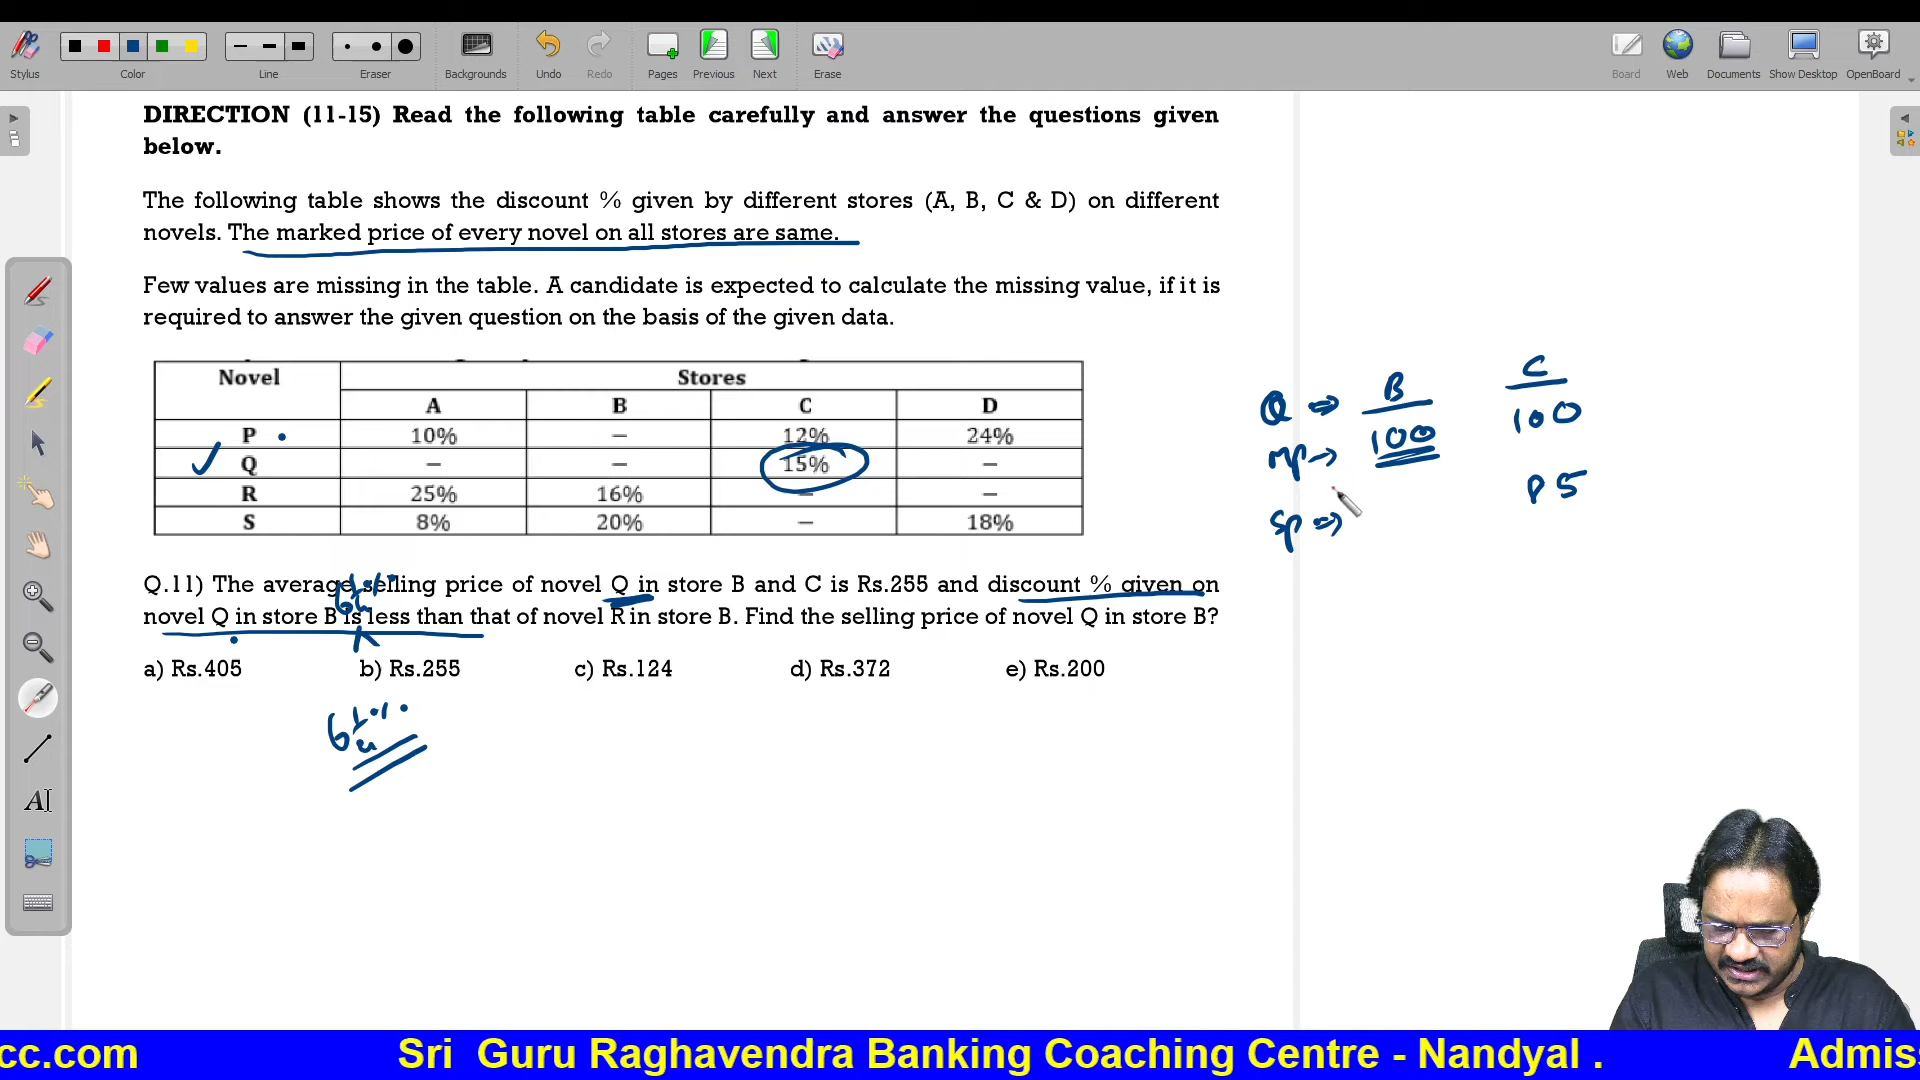 Stylus Color Line Eraser Backgrounds Undo Redo Pages Previous Next Erase Board Web Documents Show Desktop OpenBoard
DIRECTION (11-15) Read the following table carefully and answer the questions given
below.
The following table shows the discount % given by different stores (A, B, C & D) on different
novels. The marked price of every novel on all stores are same.
Few values are missing in the table. A candidate is expected to calculate the missing value, if it is
required to answer the given question on the basis of the given data.
Novel Stores
A B C D
P 10% – 12% 24%
Q – – 15% –
R 25% 16% – –
S 8% 20% – 18%
Q ⇒ B C
MP → 100 100
85
SP ⇒
Q.11) The average selling price of novel Q in store B and C is Rs.255 and discount % given on
novel Q in store B is less than that of novel R in store B. Find the selling price of novel Q in store B?
a) Rs.405 b) Rs.255 c) Rs.124 d) Rs.372 e) Rs.200
cc.com Sri Guru Raghavendra Banking Coaching Centre - Nandyal . Admiss